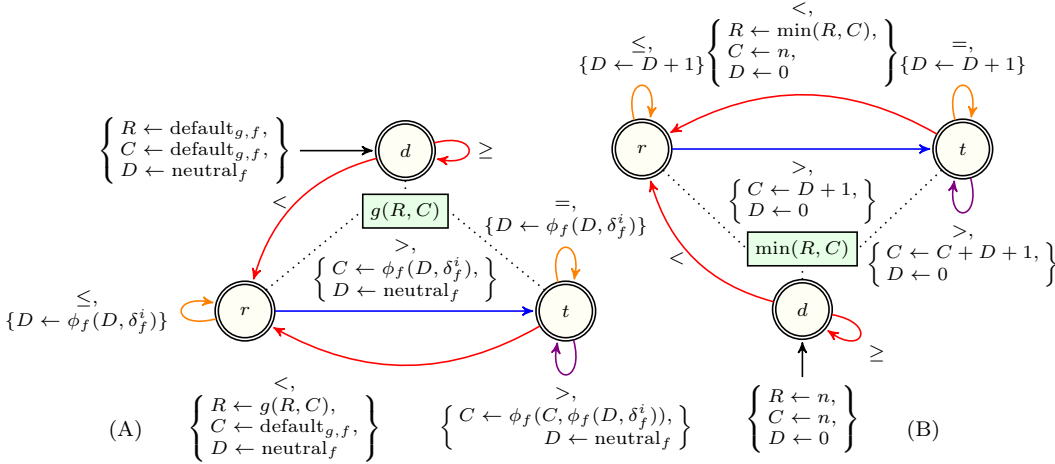 R ← default_{g,f},
C ← default_{g,f},
D ← neutral_f
d
≥
<
g(R, C)
=,
{D ← ϕ_f(D, δ_f^i)}
>,
C ← ϕ_f(D, δ_f^i),
D ← neutral_f
≤,
{D ← ϕ_f(D, δ_f^i)}
r
t
<,
R ← g(R, C),
C ← default_{g,f},
D ← neutral_f
>,
C ← ϕ_f(C, ϕ_f(D, δ_f^i)),
D ← neutral_f
(A)
<,
R ← min(R, C),
C ← n,
D ← 0
≤,
{D ← D + 1}
=,
{D ← D + 1}
r
t
>,
C ← D + 1,
D ← 0
>,
C ← C + D + 1,
D ← 0
min(R, C)
<
d
≥
R ← n,
C ← n,
D ← 0
(B)